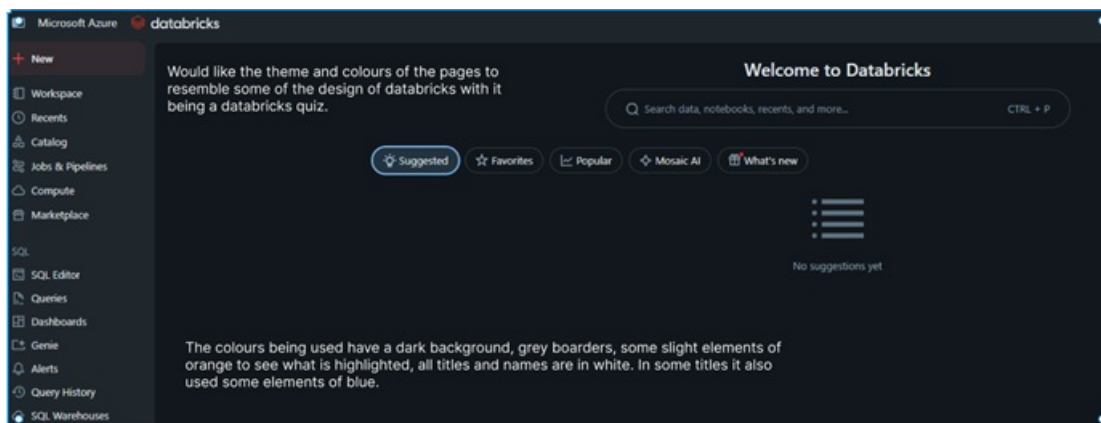 Microsoft Azure databricks
New
Workspace
Recents
Catalog
Jobs & Pipelines
Compute
Marketplace
SQL
SQL Editor
Queries
Dashboards
Genie
Alerts
Query History
SQL Warehouses
Would like the theme and colours of the pages to
resemble some of the design of databricks with it
being a databricks quiz.
Welcome to Databricks
Search data, notebooks, recents, and more... CTRL + P
Suggested Favorites Popular Mosaic AI What's new
No suggestions yet
The colours being used have a dark background, grey boarders, some slight elements of
orange to see what is highlighted, all titles and names are in white. In some titles it also
used some elements of blue.